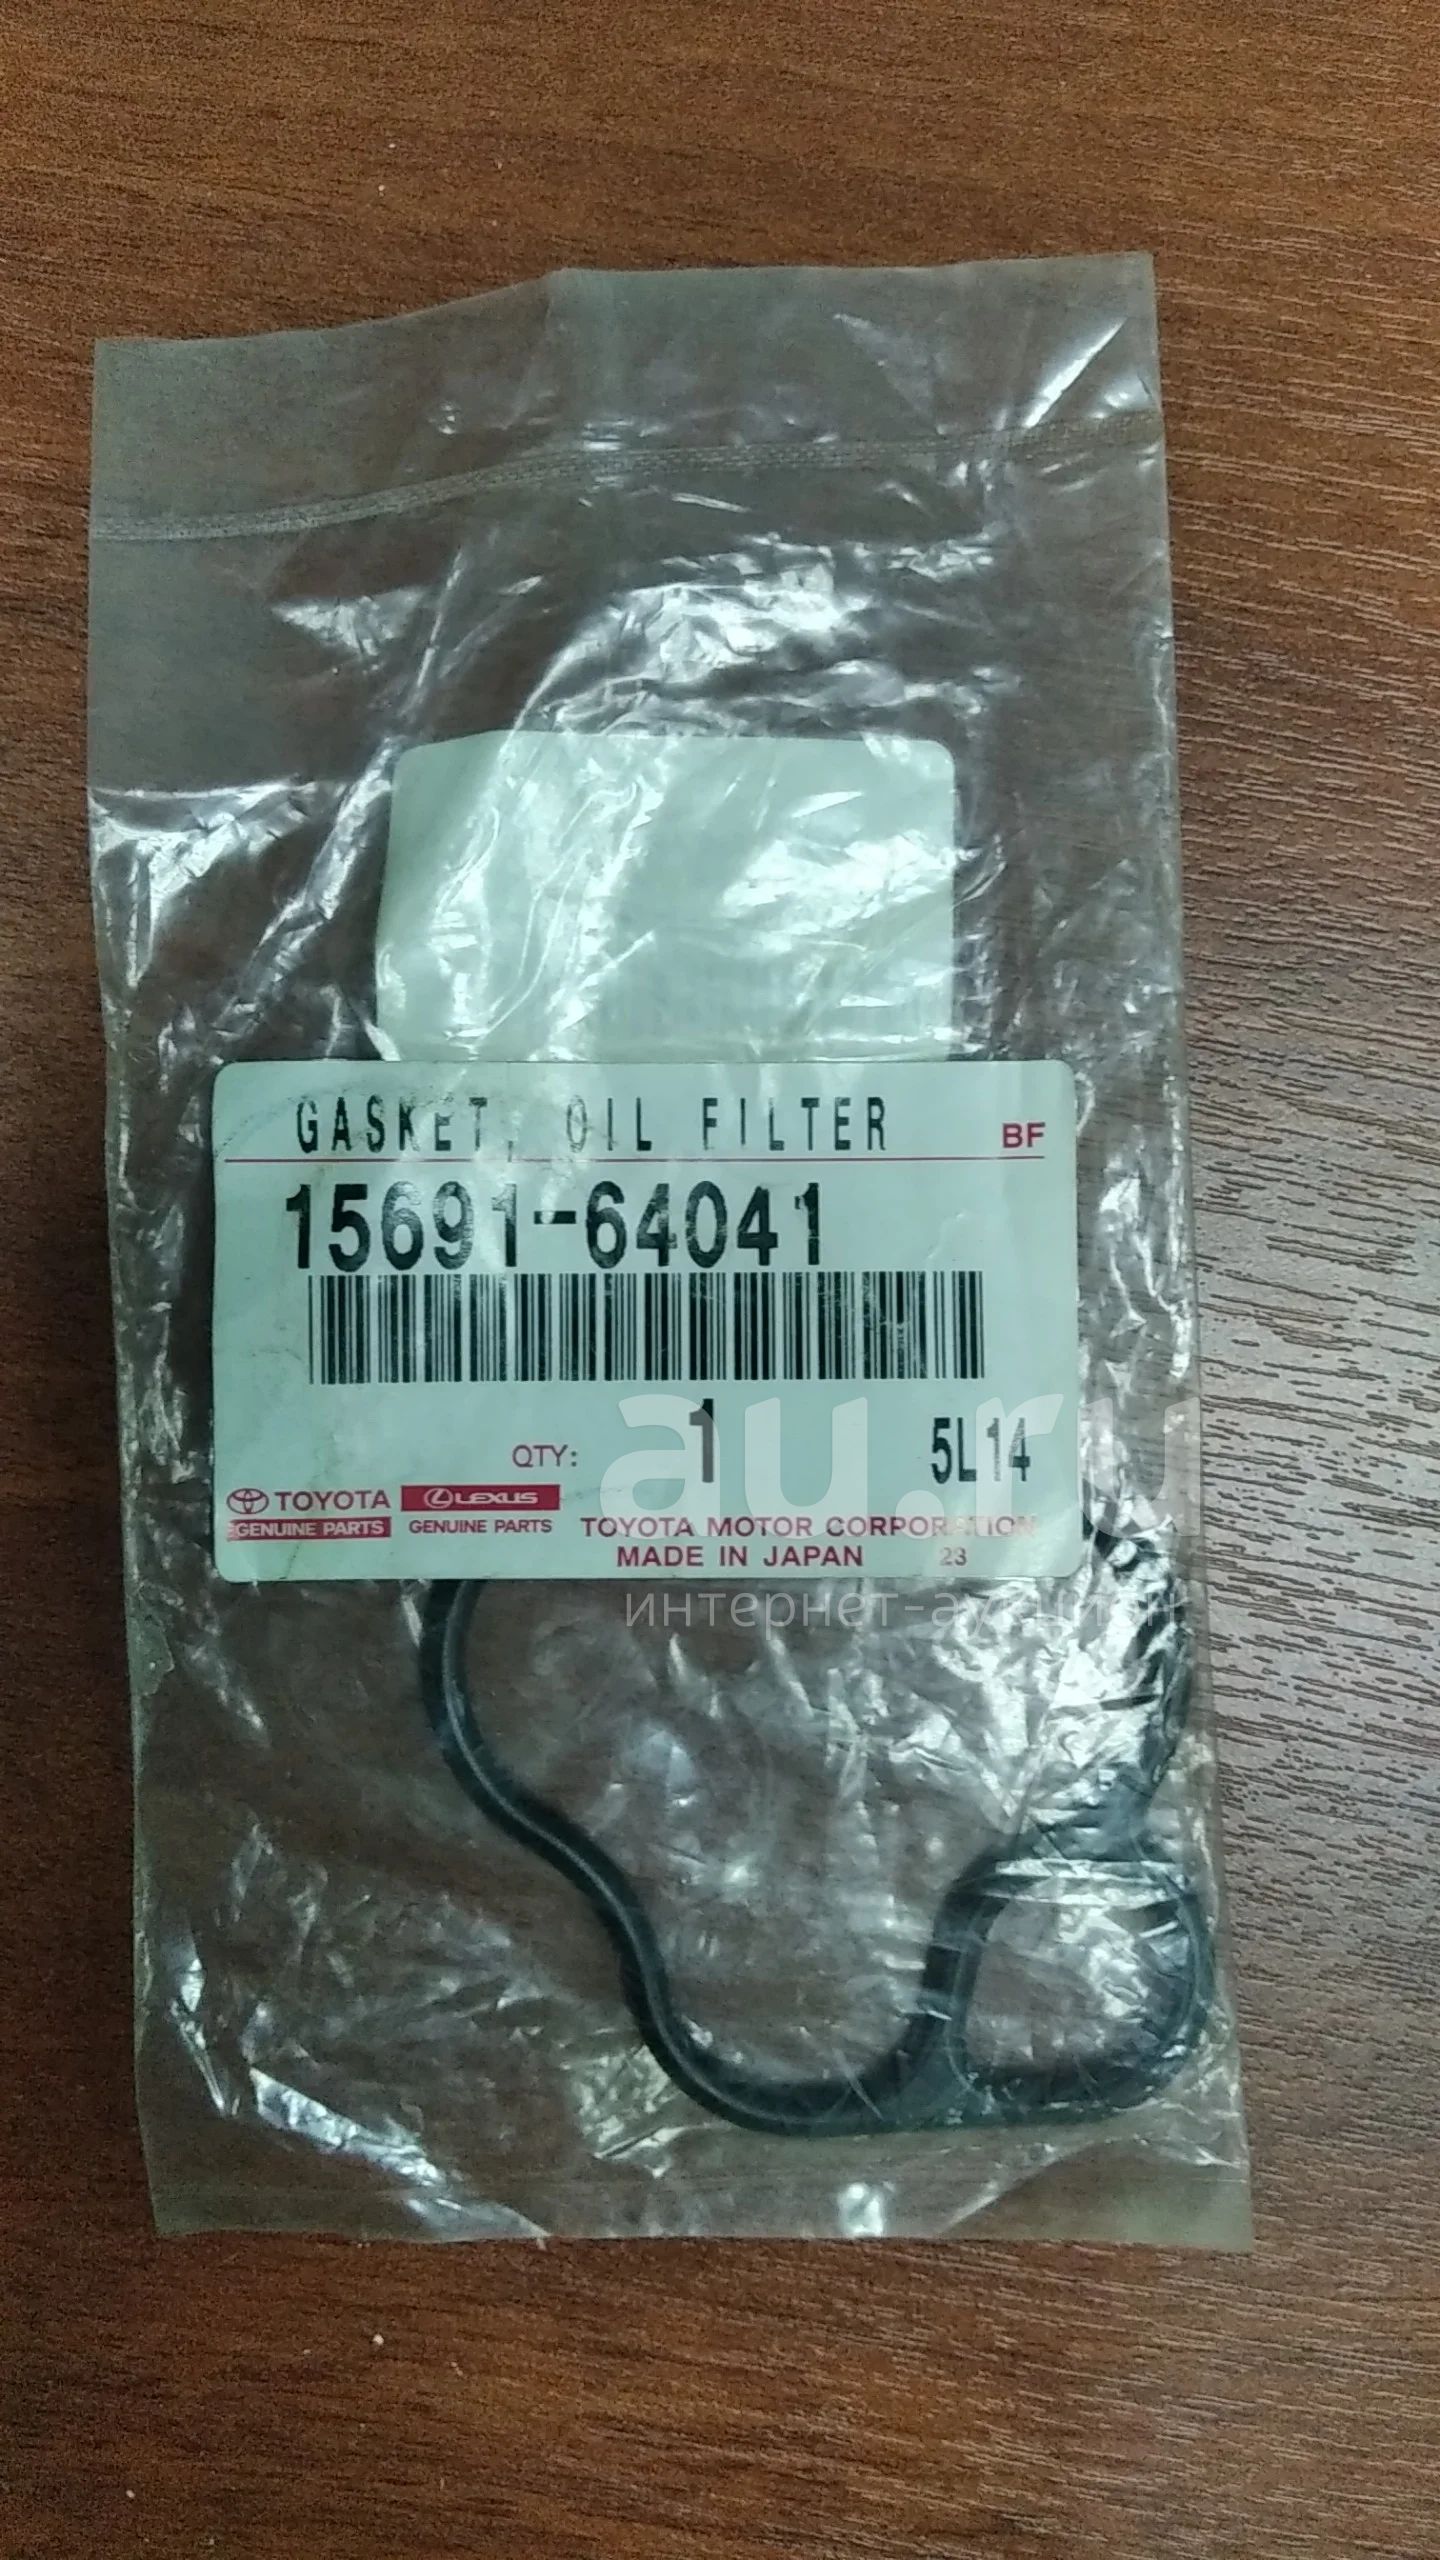 GASKET, OIL FILTER BF
15691-64041
QTY: 1 5L14
TOYOTA LEXUS
GENUINE PARTS GENUINE PARTS TOYOTA MOTOR CORPORATION
MADE IN JAPAN 23
au.ru
интернет-аукцион